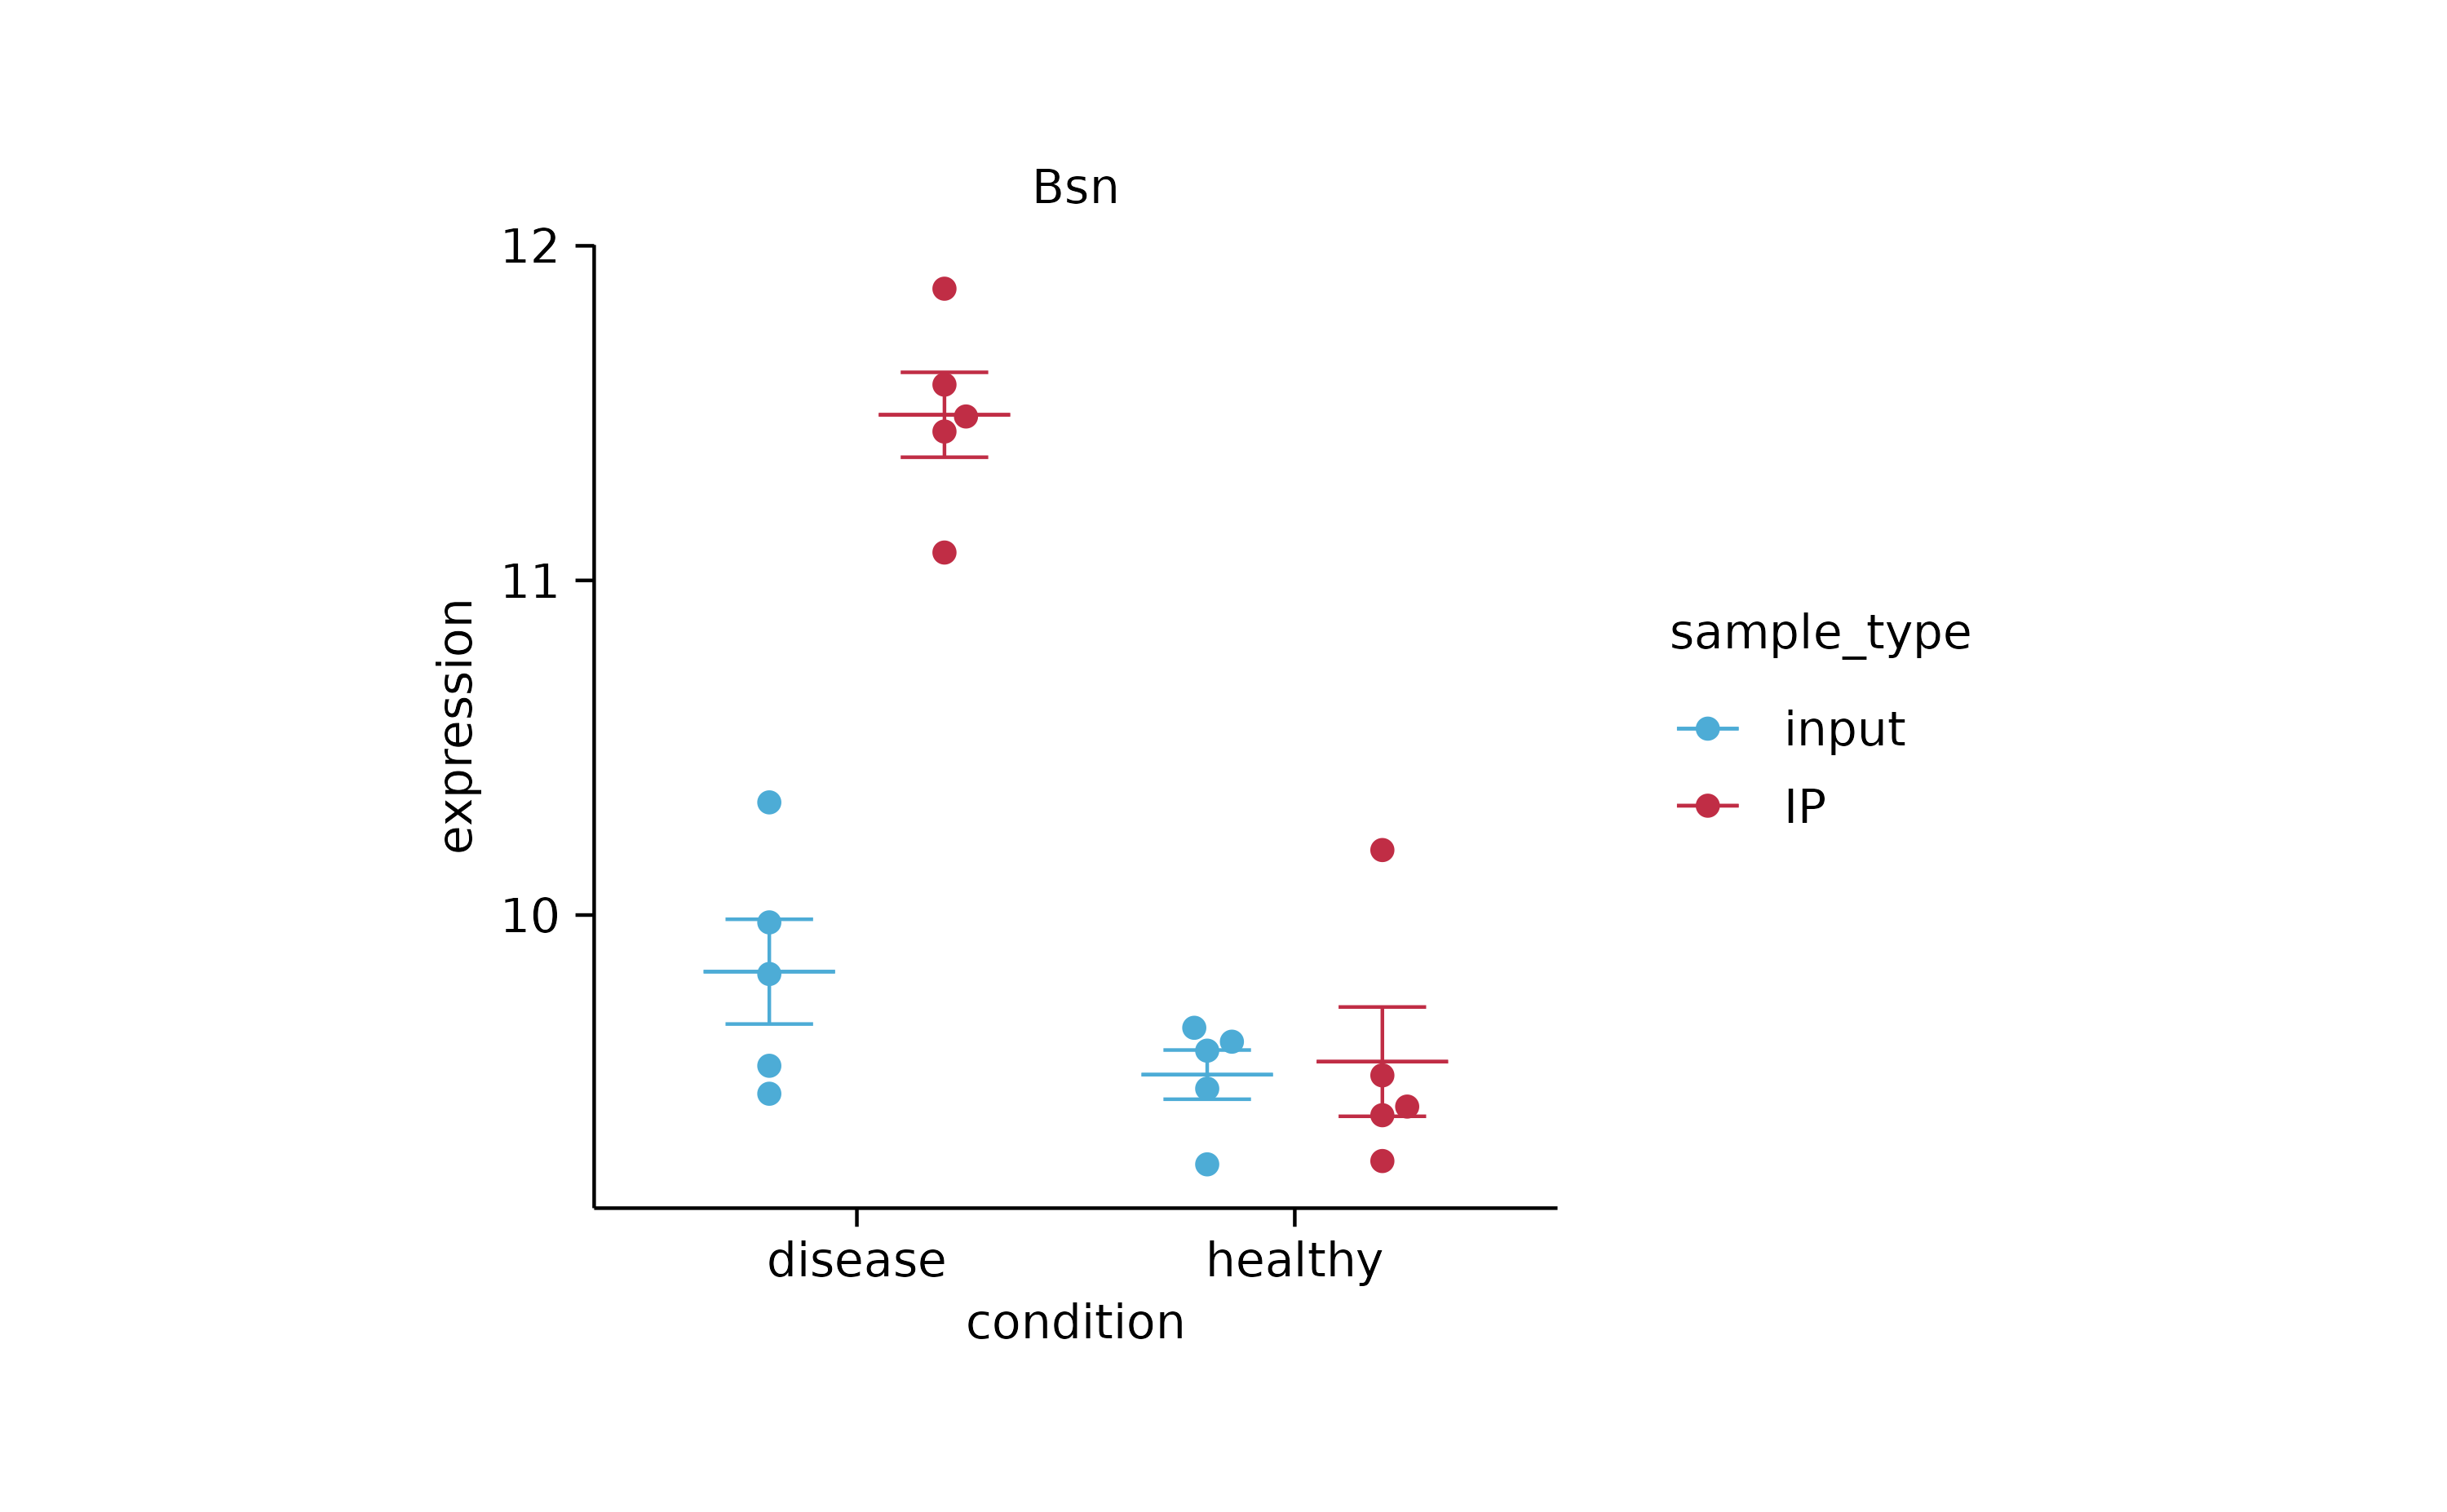 Bsn
12
11
10
expression
disease
healthy
condition
sample_type
input
IP